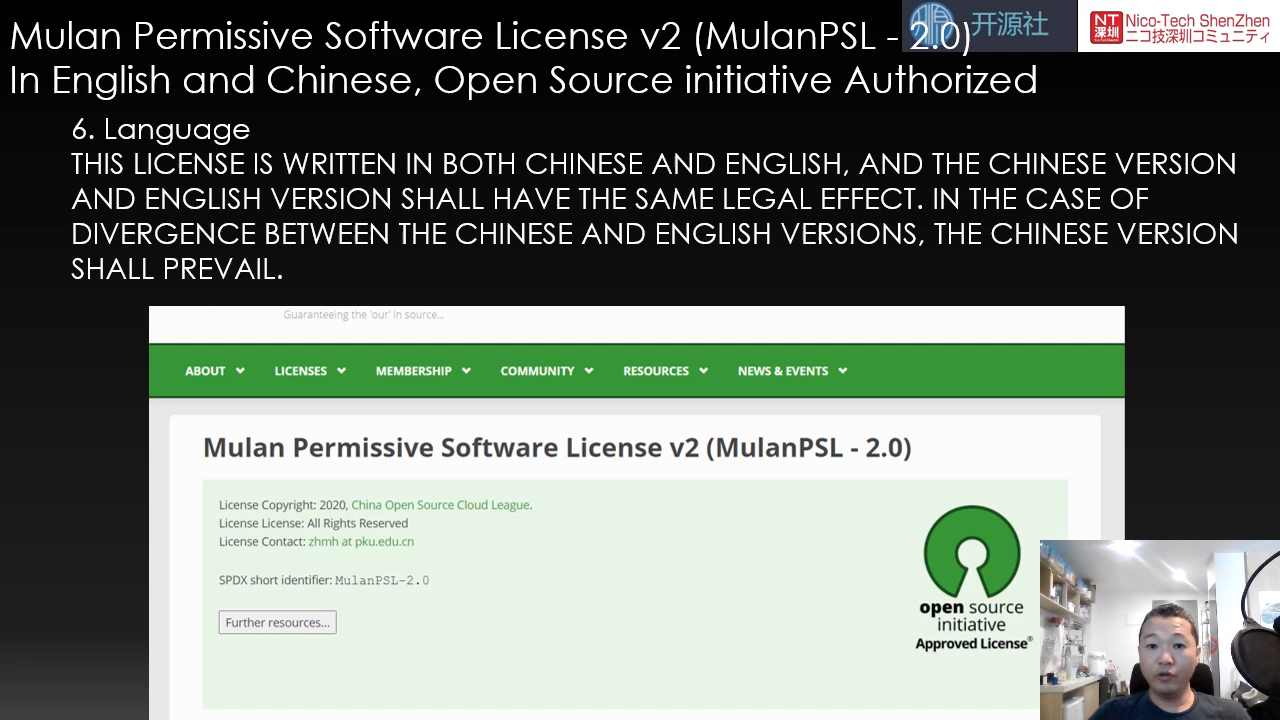 Mulan Permissive Software License v2 (MulanPSL - 2.0)
In English and Chinese, Open Source initiative Authorized
开源社
NT
深圳
Nico-Tech ShenZhen
ニコ技深圳コミュニティ
6. Language
THIS LICENSE IS WRITTEN IN BOTH CHINESE AND ENGLISH, AND THE CHINESE VERSION
AND ENGLISH VERSION SHALL HAVE THE SAME LEGAL EFFECT. IN THE CASE OF
DIVERGENCE BETWEEN THE CHINESE AND ENGLISH VERSIONS, THE CHINESE VERSION
SHALL PREVAIL.
Guaranteeing the 'our' in source...
ABOUT LICENSES MEMBERSHIP COMMUNITY RESOURCES NEWS & EVENTS
Mulan Permissive Software License v2 (MulanPSL - 2.0)
License Copyright: 2020, China Open Source Cloud League.
License License: All Rights Reserved
License Contact: zhmh at pku.edu.cn
SPDX short identifier: MulanPSL-2.0
Further resources...
open source
initiative
Approved License®